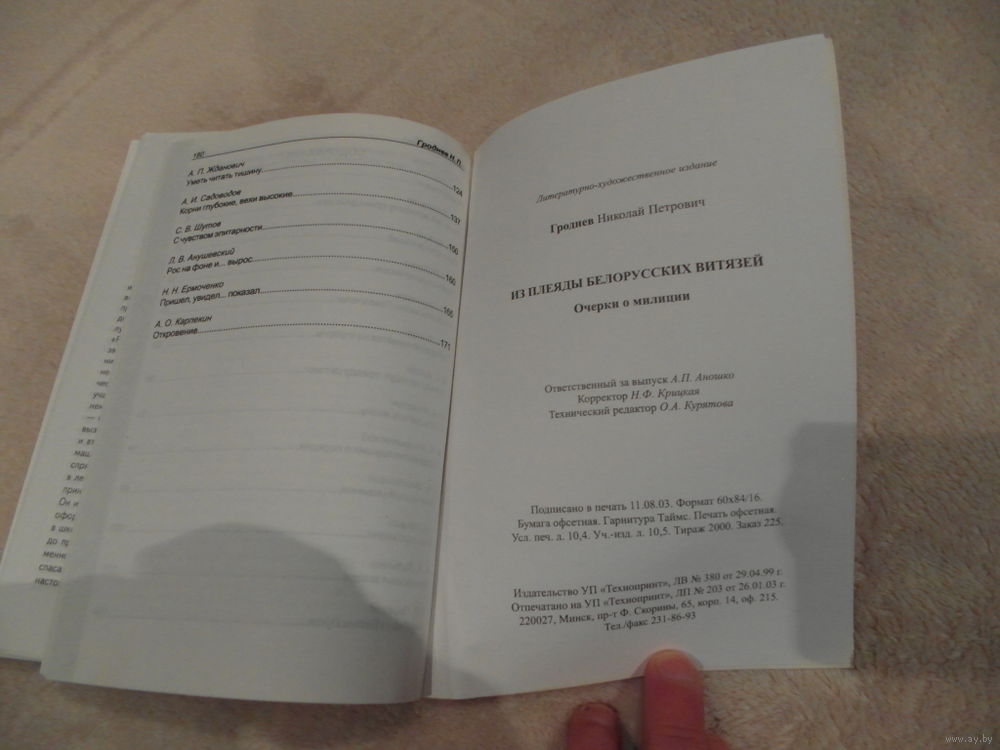 180
Гроднев Н. П.
А. П. Жданович
Уметь читать тишину 124
А. И. Садоводов
Корни глубокие, вехи высокие 137
С. В. Шутов
С чувством элитарности 150
Л. В. Анушевский
Рос на фоне и... вырос 160
Н. Н. Ермоченко
Пришел, увидел... показал 165
А. О. Карпекин
Откровение 171
Литературно-художественное издание
Гроднев Николай Петрович
ИЗ ПЛЕЯДЫ БЕЛОРУССКИХ ВИТЯЗЕЙ
Очерки о милиции
Ответственный за выпуск А.П. Аношко
Корректор Н.Ф. Крицкая
Технический редактор О.А. Курятова
Подписано в печать 11.08.03. Формат 60х84/16.
Бумага офсетная. Гарнитура Таймс. Печать офсетная.
Усл. печ. л. 10,4. Уч.-изд. л. 10,5. Тираж 2000. Заказ 225.
Издательство УП «Технопринт», ЛВ № 380 от 29.04.99 г.
Отпечатано на УП «Технопринт», ЛП № 203 от 26.01.03 г.
220027, Минск, пр-т Ф. Скорины, 65, корп. 14, оф. 215.
Тел./факс 231-86-93
www.ay.by